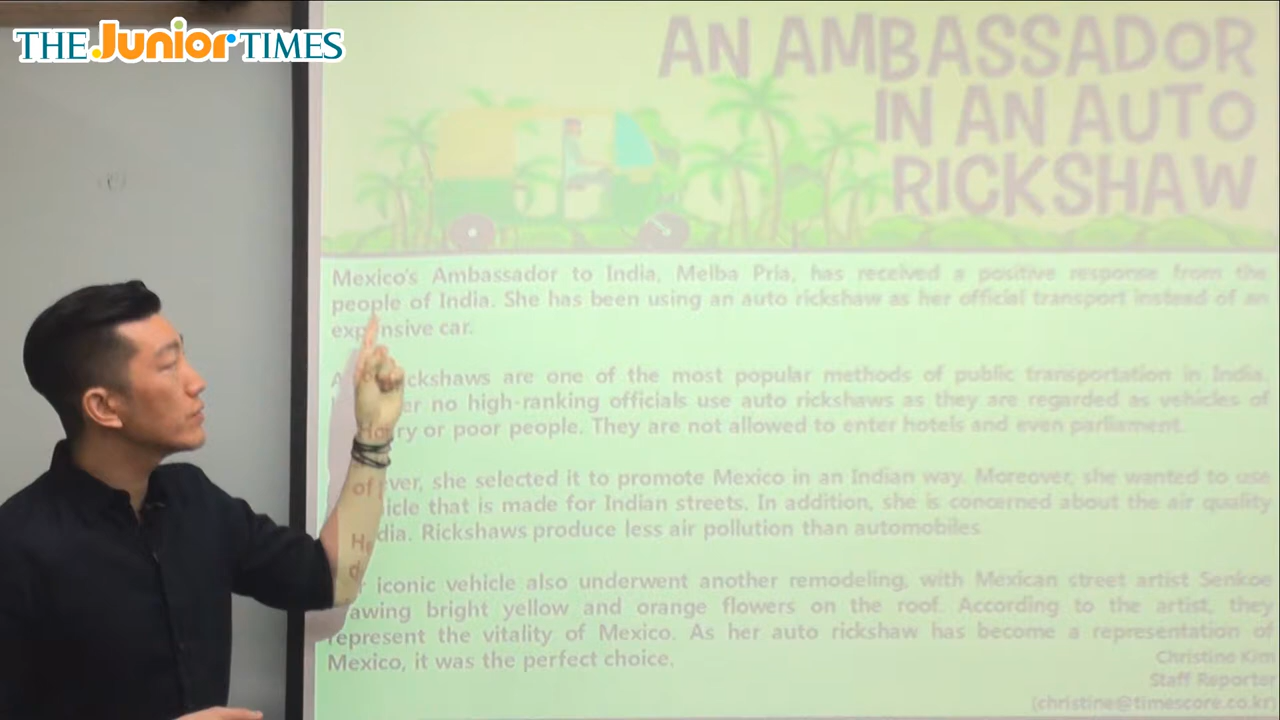 THE Junior TIMES
AN AMBASSADOR
IN AN AUTO
RICKSHAW
Mexico's Ambassador to India, Melba Pria, has received a positive response from the
people of India. She has been using an auto rickshaw as her official transport instead of an
expensive car.
ickshaws are one of the most popular methods of public transportation in India.
er no high-ranking officials use auto rickshaws as they are regarded as vehicles of
ry or poor people. They are not allowed to enter hotels and even parliament.
ver, she selected it to promote Mexico in an Indian way. Moreover, she wanted to use
icle that is made for Indian streets. In addition, she is concerned about the air quality
dia. Rickshaws produce less air pollution than automobiles
iconic vehicle also underwent another remodeling, with Mexican street artist Senkoe
awing bright yellow and orange flowers on the roof. According to the artist, they
represent the vitality of Mexico. As her auto rickshaw has become a representation of
Mexico, it was the perfect choice.
Christine Kim
Staff Reporter
(christine@timescore.co.kr)